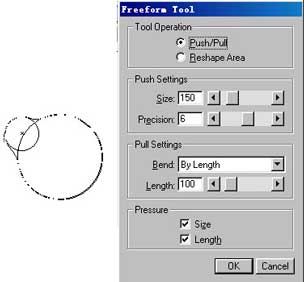 Freeform Tool
Tool Operation
Push/Pull
Reshape Area
Push Settings
Size: 150
Precision: 6
Pull Settings
Bend: By Length
Length: 100
Pressure
Size
Length
OK Cancel